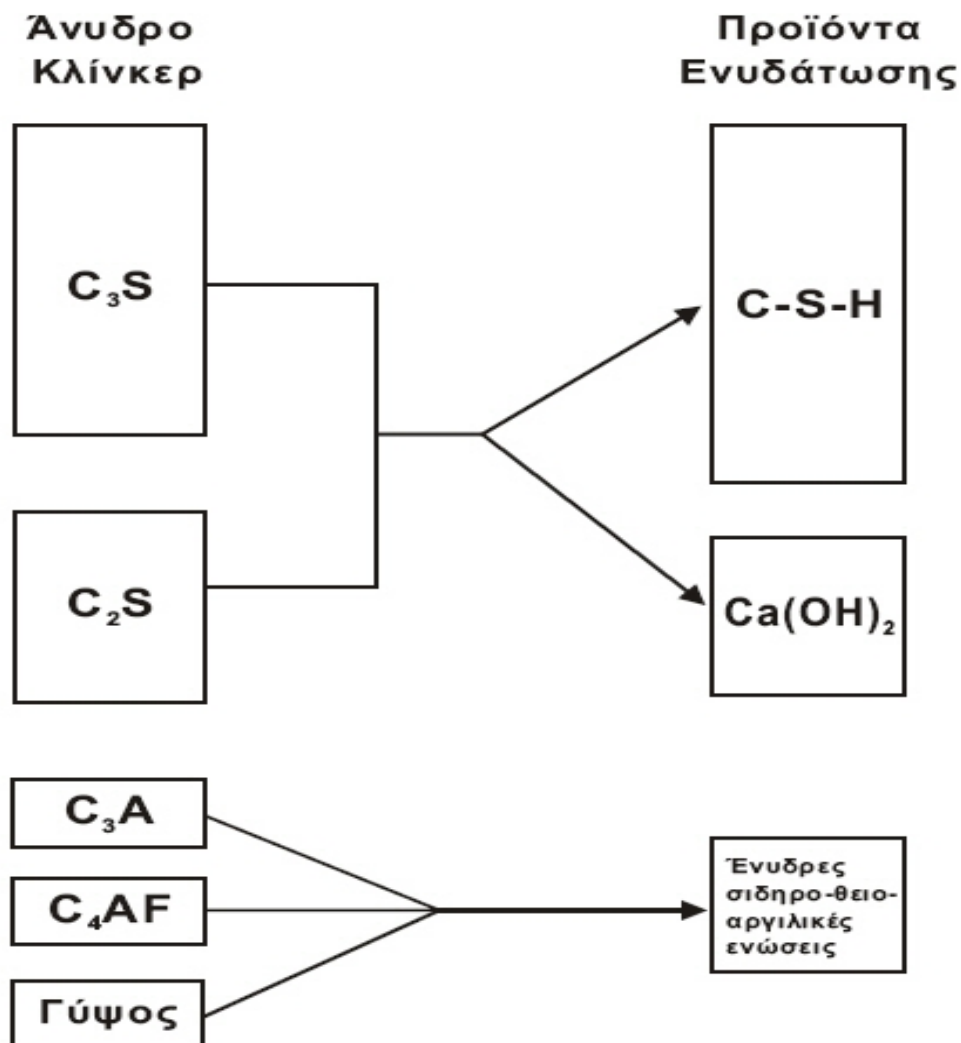 Άνυδρο
Κλίνκερ
Προϊόντα
Ενυδάτωσης
C₃S
C-S-H
C₂S
Ca(OH)₂
C₃A
C₄AF
Γύψος
Ένυδρες
σιδηρο-θειο-
αργιλικές
ενώσεις